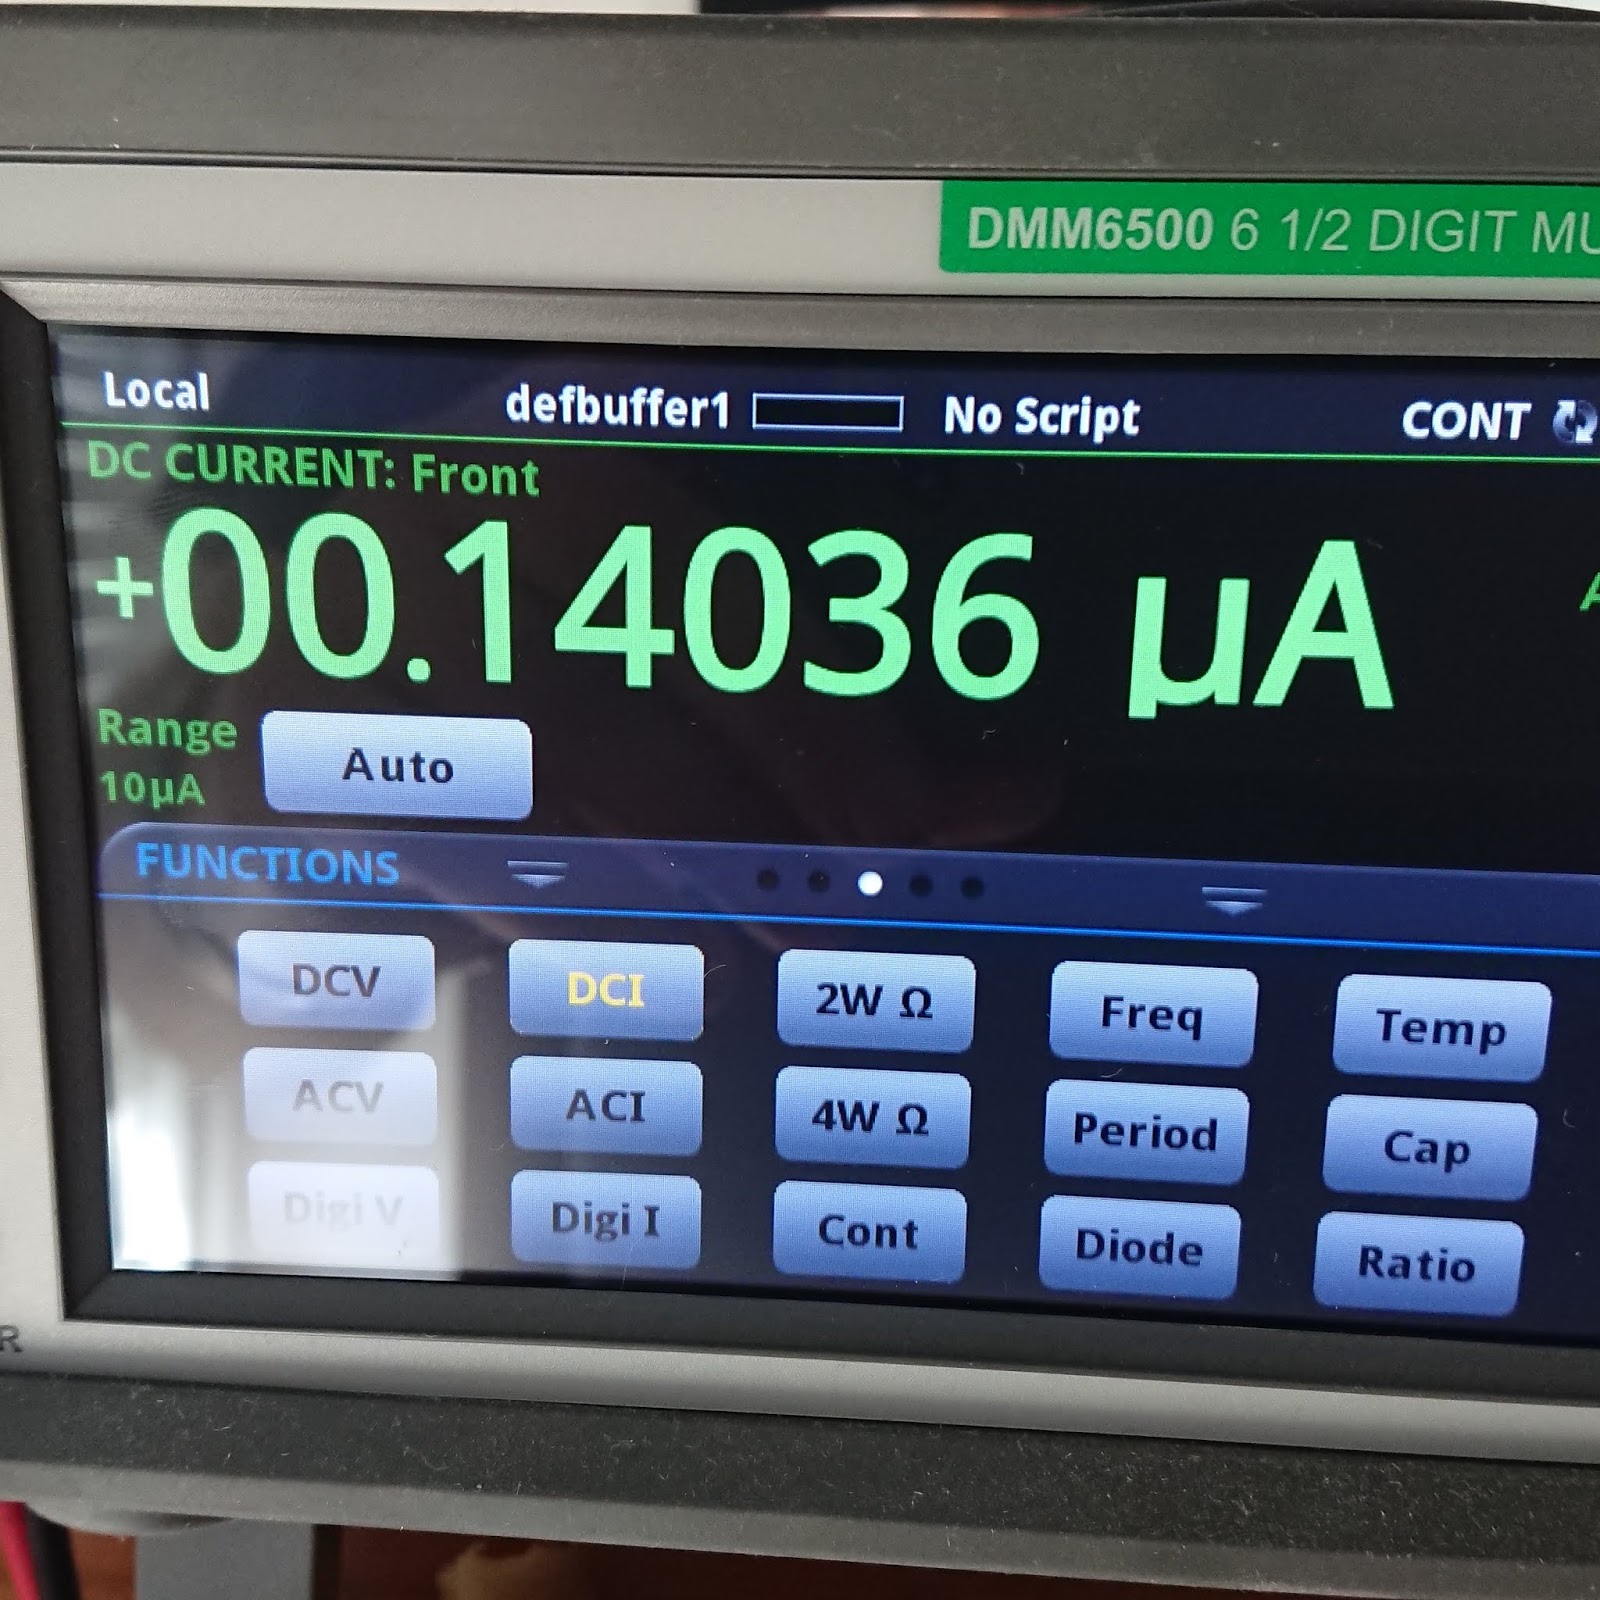 DMM6500 6 1/2 DIGIT
Local defbuffer1 No Script CONT
DC CURRENT: Front
+00.14036 µA
Range
10µA
Auto
FUNCTIONS
DCV DCI 2W Ω Freq Temp
ACV ACI 4W Ω Period Cap
Digi V Digi I Cont Diode Ratio
R